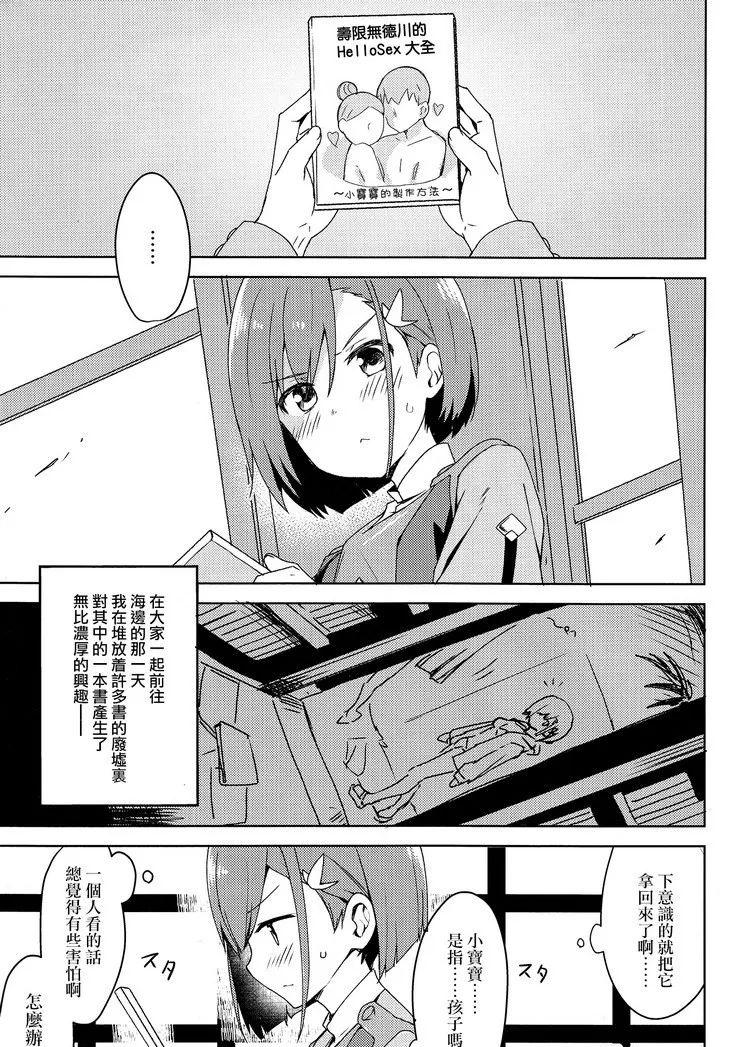 壽限無德川的
HelloSex 大全
～小寶寶的製作方法～
……
在大家一起前往
海邊的那一天
我在堆放着許多書的廢墟裏
對其中的一本書產生了
無比濃厚的興趣——
下意識的就把它
拿回來了啊……
スタ
小寶寶……
是指……孩子嗎
スタ
一個人看的話
總覺得有些害怕啊
怎麼辦